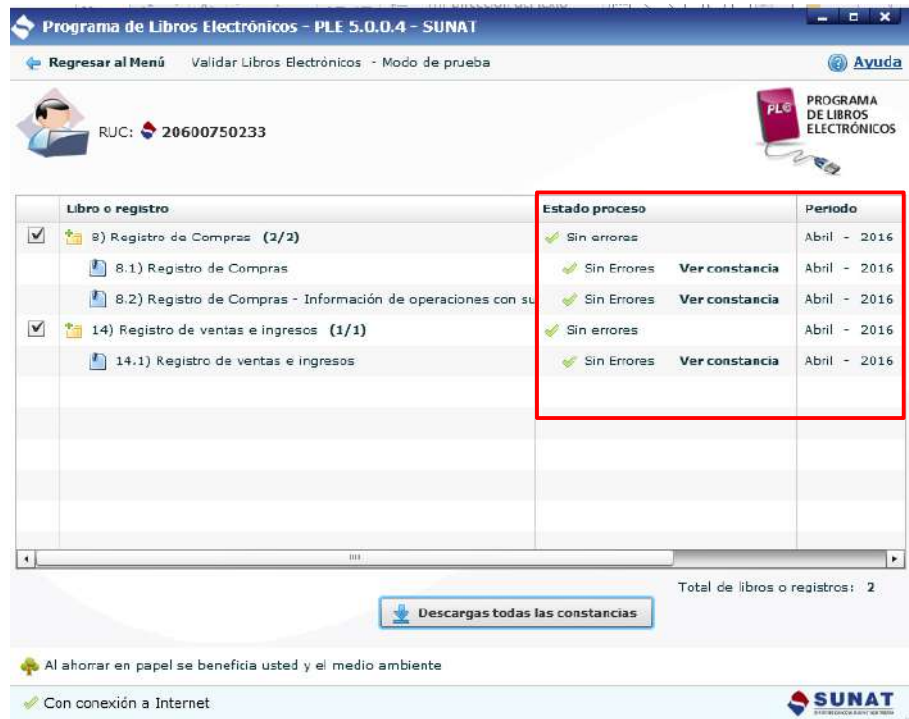 Programa de Libros Electrónicos - PLE 5.0.0.4 - SUNAT
Regresar al Menú Validar Libros Electrónicos - Modo de prueba Ayuda
RUC: 20600750233
PLE
PROGRAMA
DE LIBROS
ELECTRÓNICOS
Libro o registro Estado proceso Periodo
8) Registro de Compras (2/2) Sin errores Abril - 2016
8.1) Registro de Compras Sin Errores Ver constancia Abril - 2016
8.2) Registro de Compras - Información de operaciones con su Sin Errores Ver constancia Abril - 2016
14) Registro de ventas e ingresos (1/1) Sin errores Abril - 2016
14.1) Registro de ventas e ingresos Sin Errores Ver constancia Abril - 2016
Total de libros o registros: 2
Descargas todas las constancias
Al ahorrar en papel se beneficia usted y el medio ambiente
Con conexión a Internet SUNAT